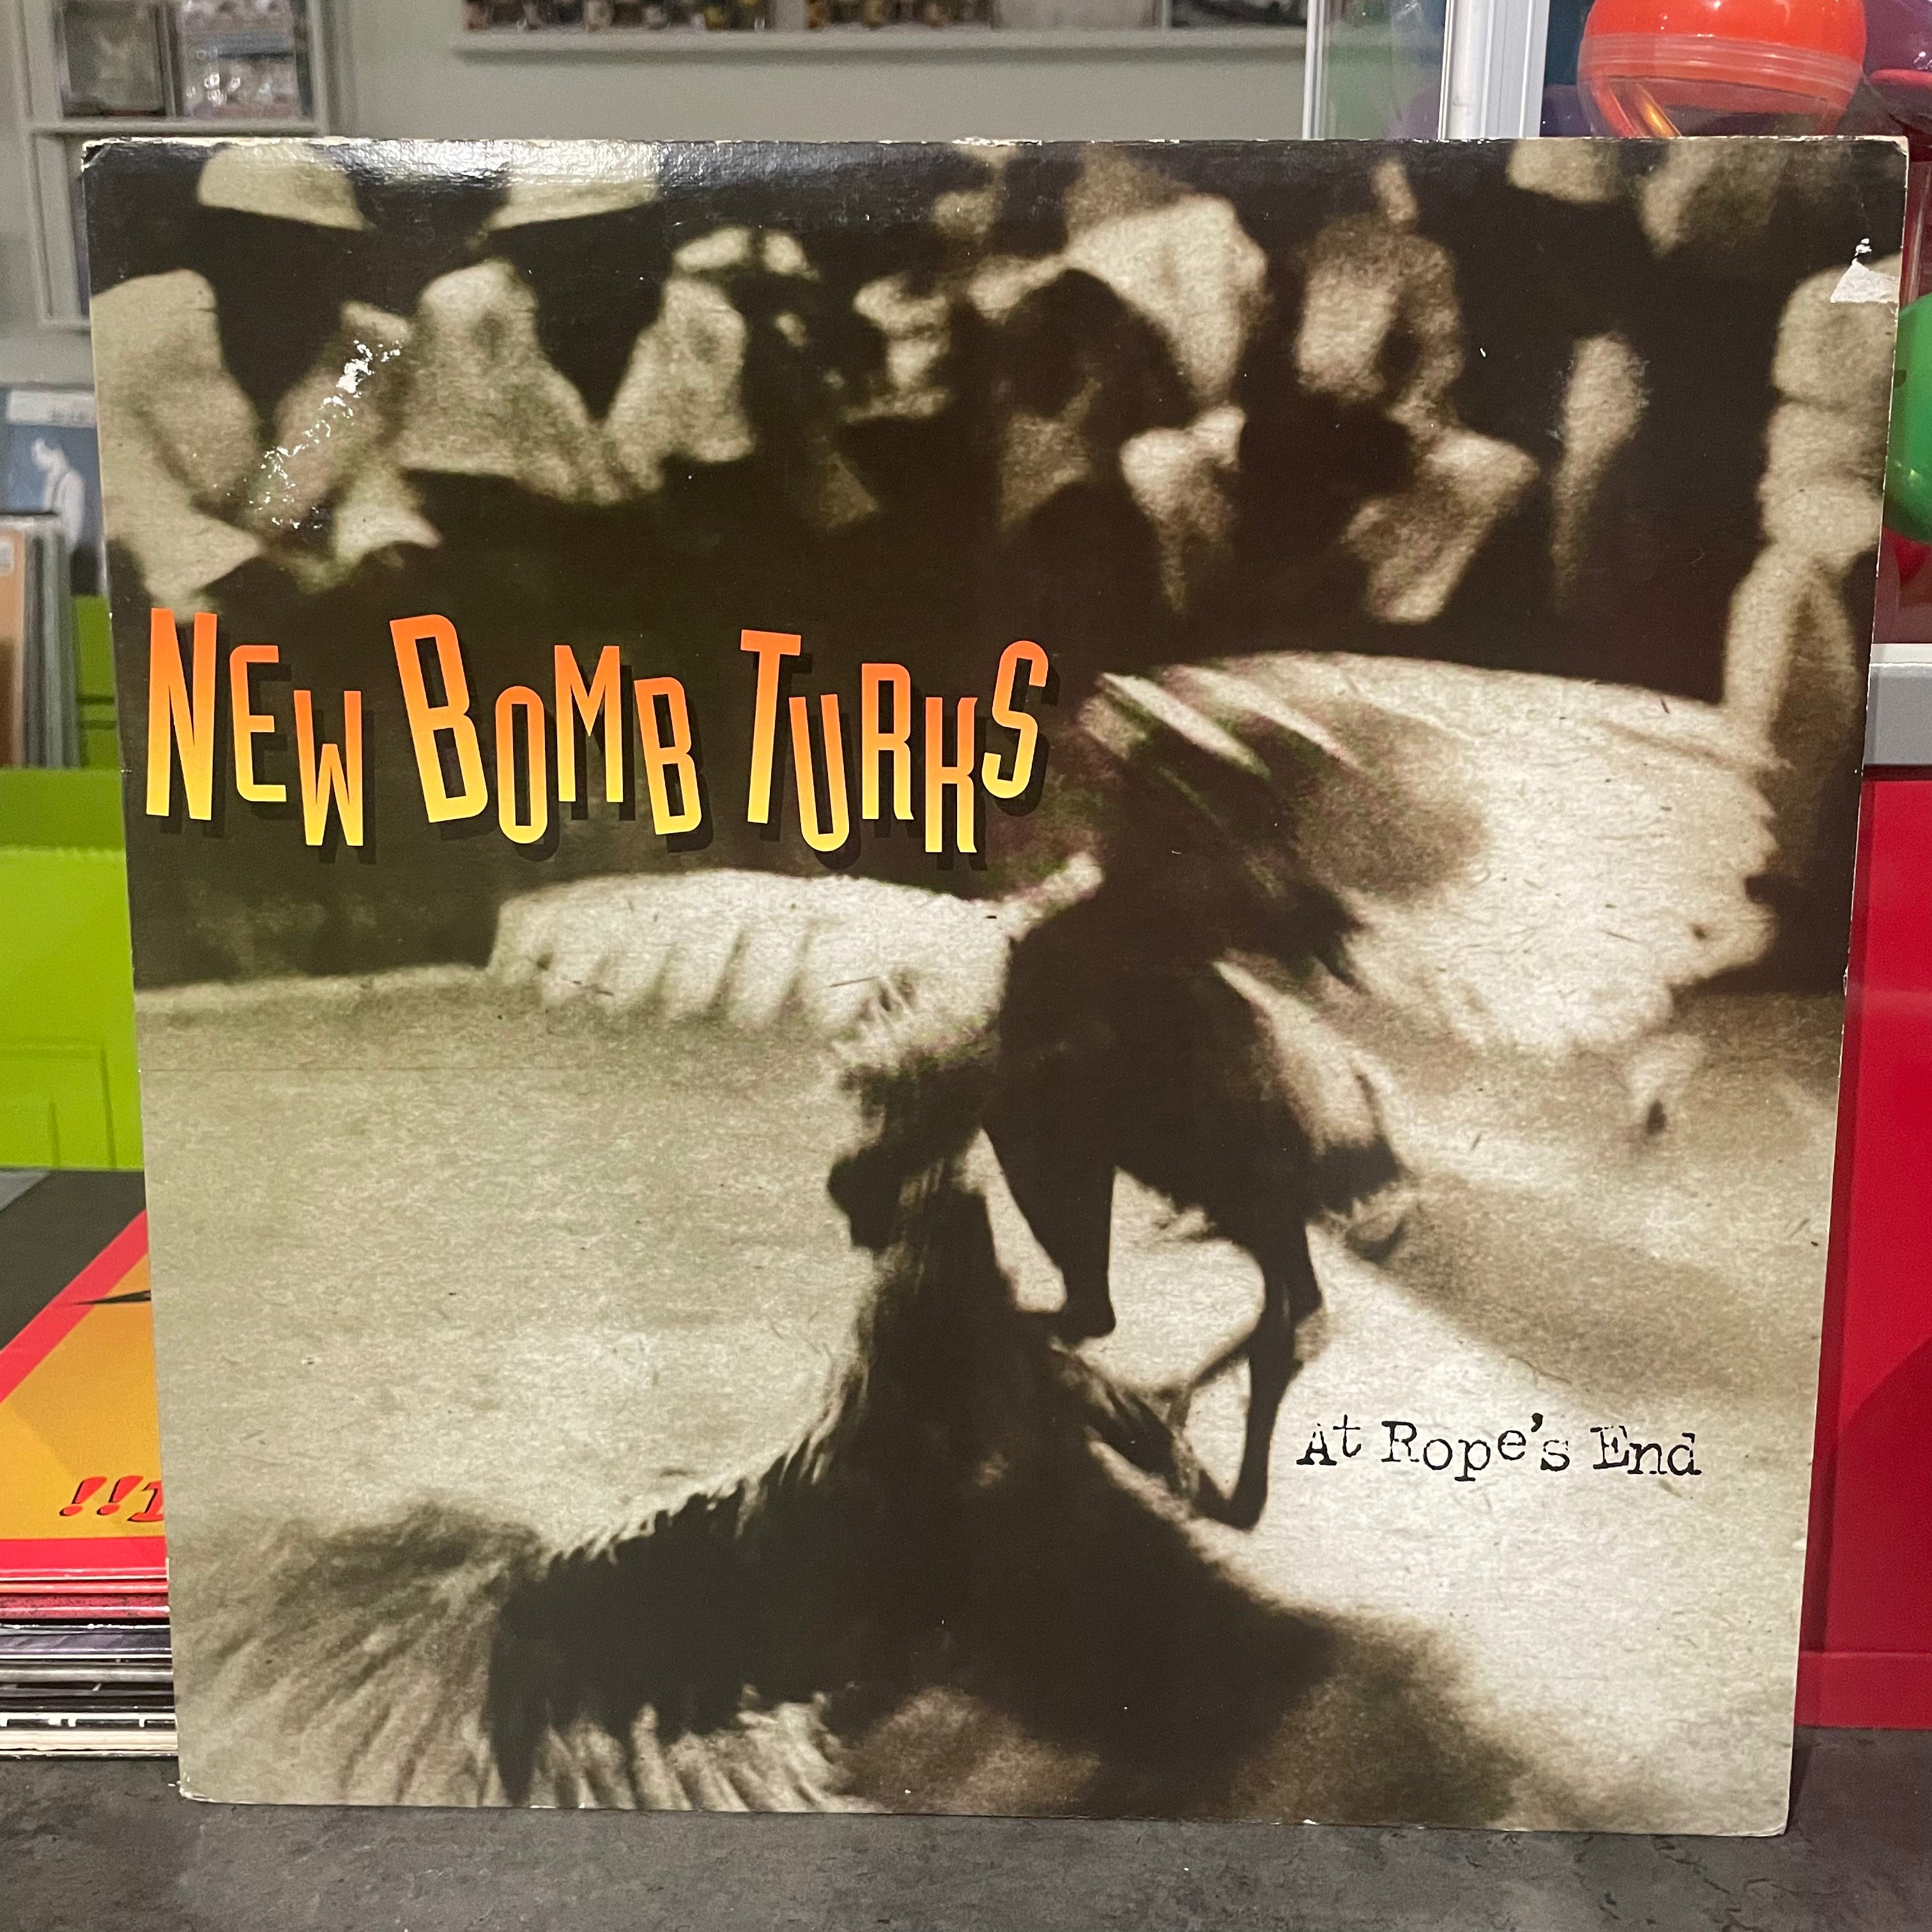 New Bomb Turks
At Rope's End
!!